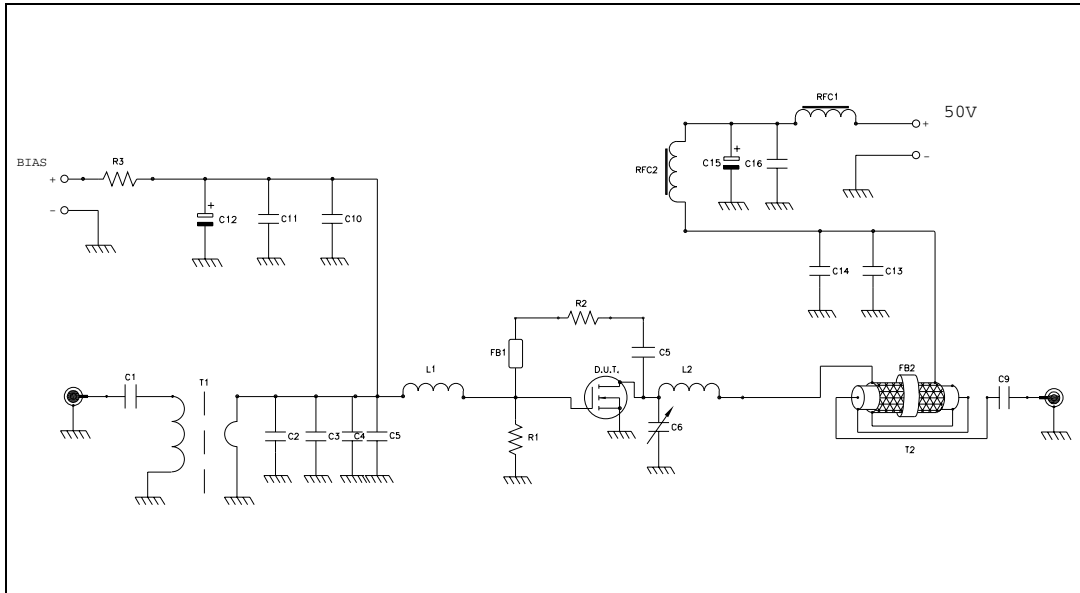 RFC1
50V
+
-
RFC2
+
C15
C16
BIAS
+
-
R3
+
C12
C11
C10
C14
C13
R2
FB1
C5
C1
T1
L1
D.U.T.
L2
FB2
C9
C2
C3
C4
C5
R1
C6
T2